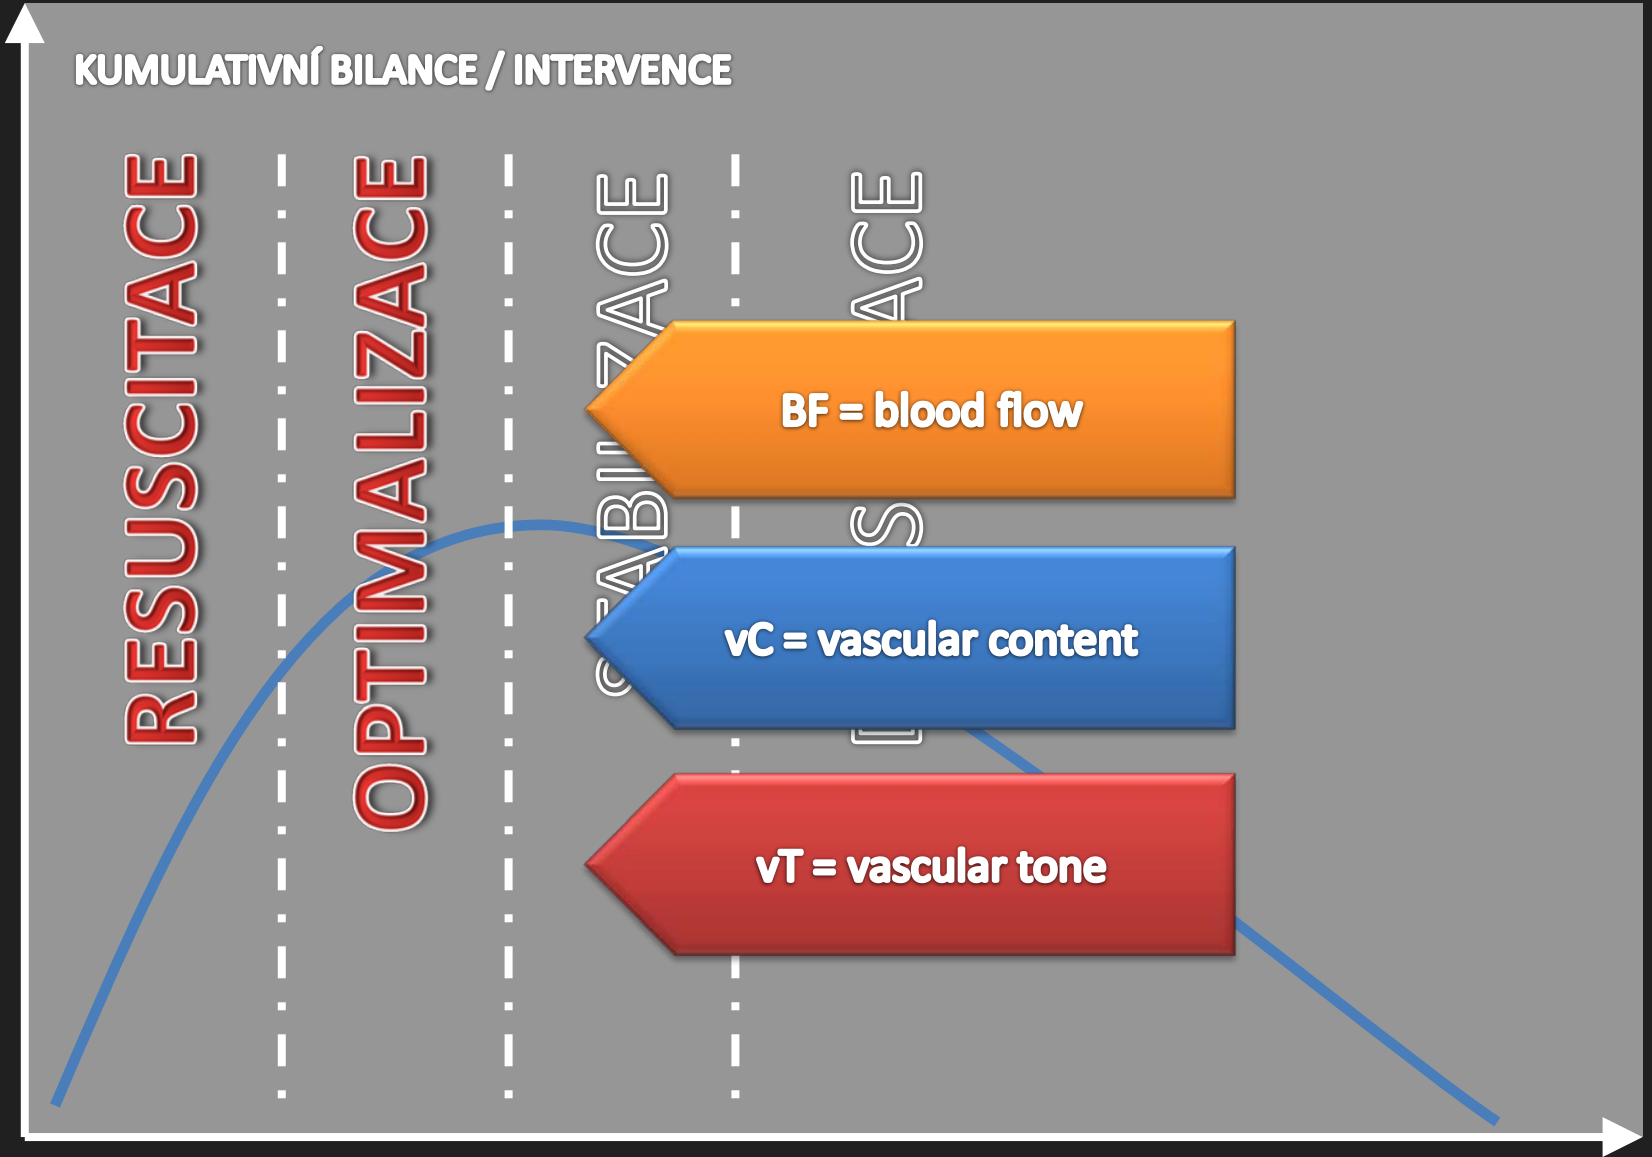 KUMULATIVNÍ BILANCE / INTERVENCE
RESUSCITACE
OPTIMALIZACE
BF = blood flow
vC = vascular content
vT = vascular tone